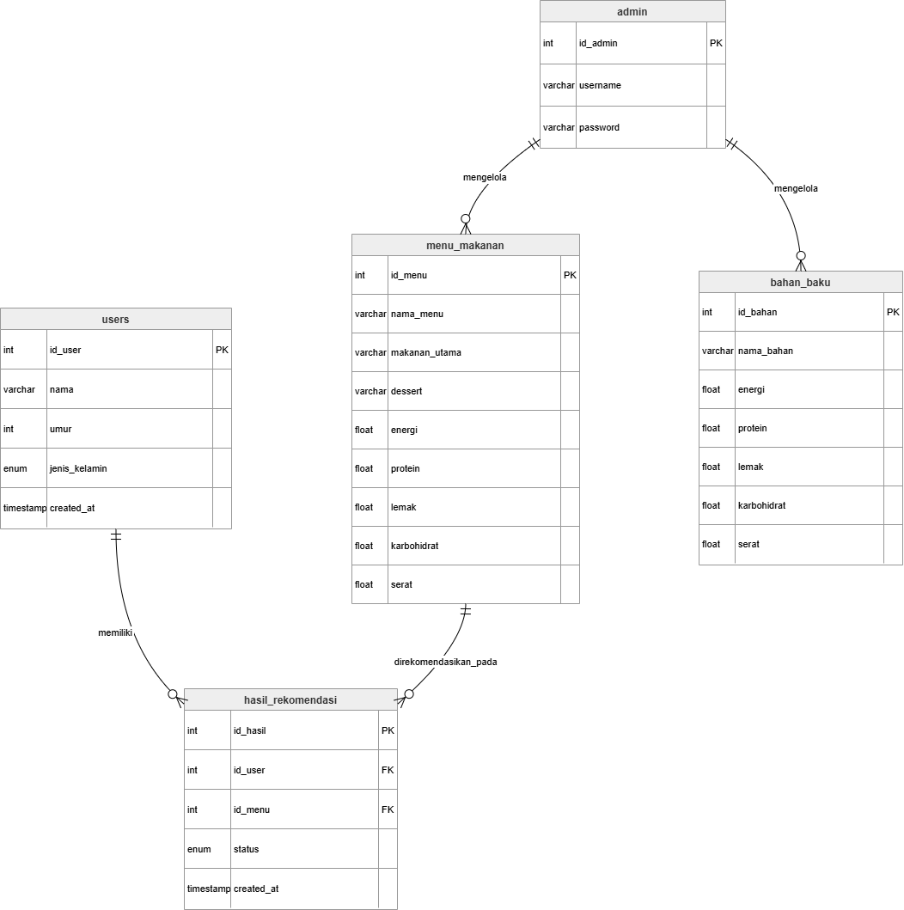 admin
int id_admin PK
varchar username
varchar password
mengelola
mengelola
menu_makanan
int id_menu PK
varchar nama_menu
varchar makanan_utama
varchar dessert
float energi
float protein
float lemak
float karbohidrat
float serat
bahan_baku
int id_bahan PK
varchar nama_bahan
float energi
float protein
float lemak
float karbohidrat
float serat
users
int id_user PK
varchar nama
int umur
enum jenis_kelamin
timestamp created_at
memiliki
direkomendasikan_pada
hasil_rekomendasi
int id_hasil PK
int id_user FK
int id_menu FK
enum status
timestamp created_at